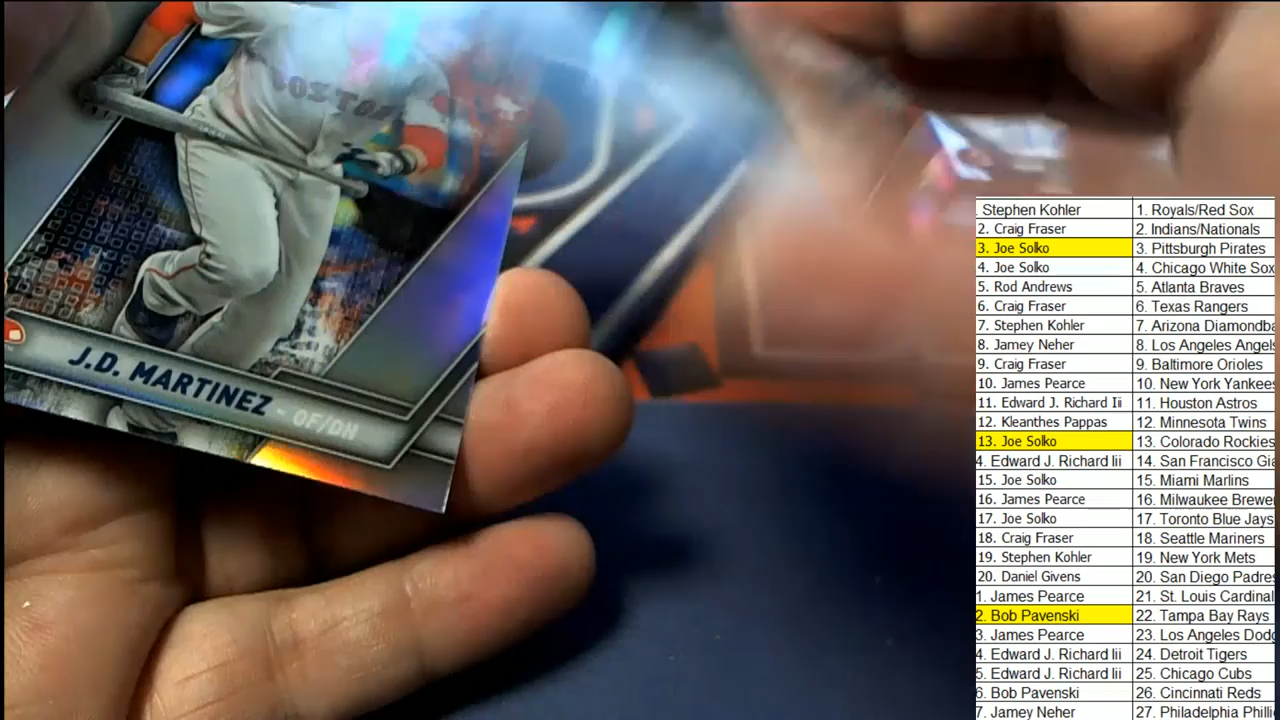 BOSTON
J.D. MARTINEZ - OF/DH
. Stephen Kohler 1. Royals/Red Sox
2. Craig Fraser 2. Indians/Nationals
3. Joe Solko 3. Pittsburgh Pirates
4. Joe Solko 4. Chicago White Sox
5. Rod Andrews 5. Atlanta Braves
6. Craig Fraser 6. Texas Rangers
7. Stephen Kohler 7. Arizona Diamondba
8. Jamey Neher 8. Los Angeles Angels
9. Craig Fraser 9. Baltimore Orioles
10. James Pearce 10. New York Yankee
11. Edward J. Richard Iii 11. Houston Astros
12. Kleanthes Pappas 12. Minnesota Twins
13. Joe Solko 13. Colorado Rockies
4. Edward J. Richard Iii 14. San Francisco Gia
15. Joe Solko 15. Miami Marlins
16. James Pearce 16. Milwaukee Brewe
17. Joe Solko 17. Toronto Blue Jays
18. Craig Fraser 18. Seattle Mariners
19. Stephen Kohler 19. New York Mets
20. Daniel Givens 20. San Diego Padres
1. James Pearce 21. St. Louis Cardinal
2. Bob Pavenski 22. Tampa Bay Rays
3. James Pearce 23. Los Angeles Dodg
4. Edward J. Richard Iii 24. Detroit Tigers
5. Edward J. Richard Iii 25. Chicago Cubs
6. Bob Pavenski 26. Cincinnati Reds
7. Jamey Neher 27. Philadelphia Philli